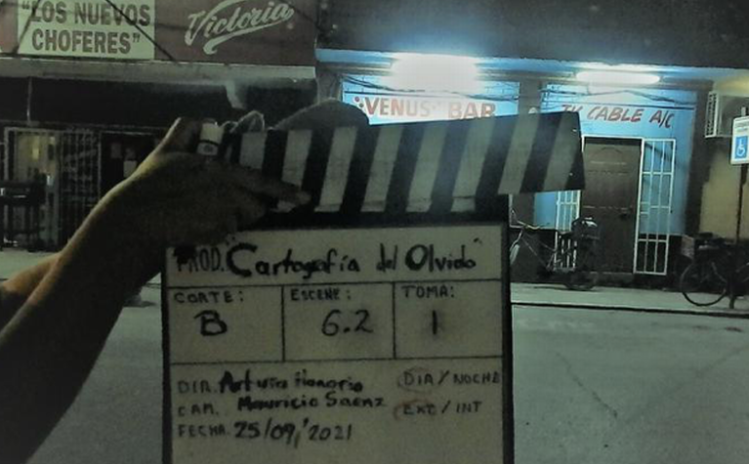 "LOS NUEVOS
CHOFERES"
Victoria
VENUS BAR
TV CABLE A/C
PROD. "Cartografía del Olvido"
CORTE: ESCENE: TOMA:
B 6.2 1
DIR. Arturo Honorio DIA/NOCHE
CAM. Mauricio Saenz EXT/INT
FECHA. 25/09/2021